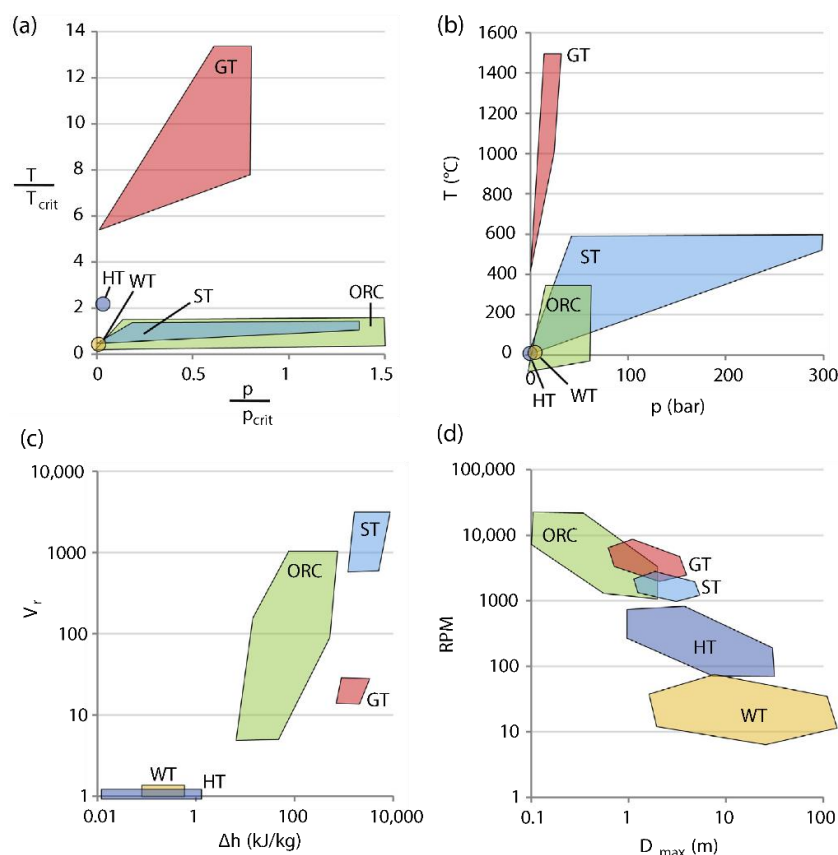 (a)
14
12
10
8
6
4
2
0
T
T crit
GT
HT
WT
ST
ORC
0
0.5
1
1.5
p
p crit
(b)
1600
1400
1200
1000
800
600
400
200
0
T (°C)
GT
ST
ORC
HT
WT
0
100
200
300
p (bar)
(c)
10,000
1000
100
10
1
V r
ST
ORC
GT
WT
HT
0.01
1
100
10,000
Δh (kJ/kg)
(d)
100,000
10,000
1000
100
10
1
RPM
ORC
GT
ST
HT
WT
0.1
1
10
100
D max (m)